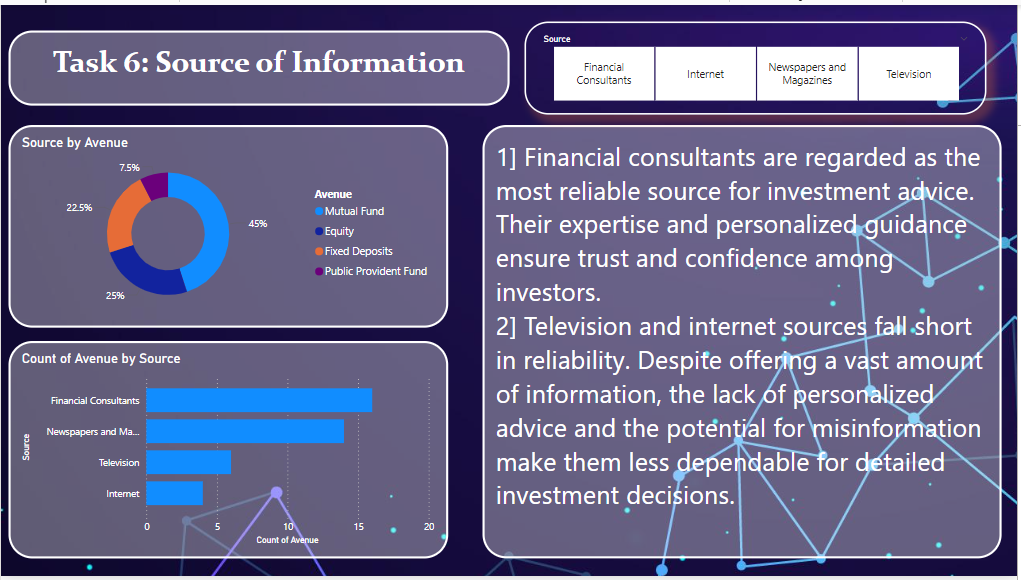 Task 6: Source of Information
Source
Financial
Consultants
Internet
Newspapers and
Magazines
Television
Source by Avenue
7.5%
22.5%
45%
25%
Avenue
Mutual Fund
Equity
Fixed Deposits
Public Provident Fund
1] Financial consultants are regarded as the
most reliable source for investment advice.
Their expertise and personalized guidance
ensure trust and confidence among
investors.
2] Television and internet sources fall short
in reliability. Despite offering a vast amount
of information, the lack of personalized
advice and the potential for misinformation
make them less dependable for detailed
investment decisions.
Count of Avenue by Source
Source
Financial Consultants
Newspapers and Ma...
Television
Internet
0 5 10 15 20
Count of Avenue